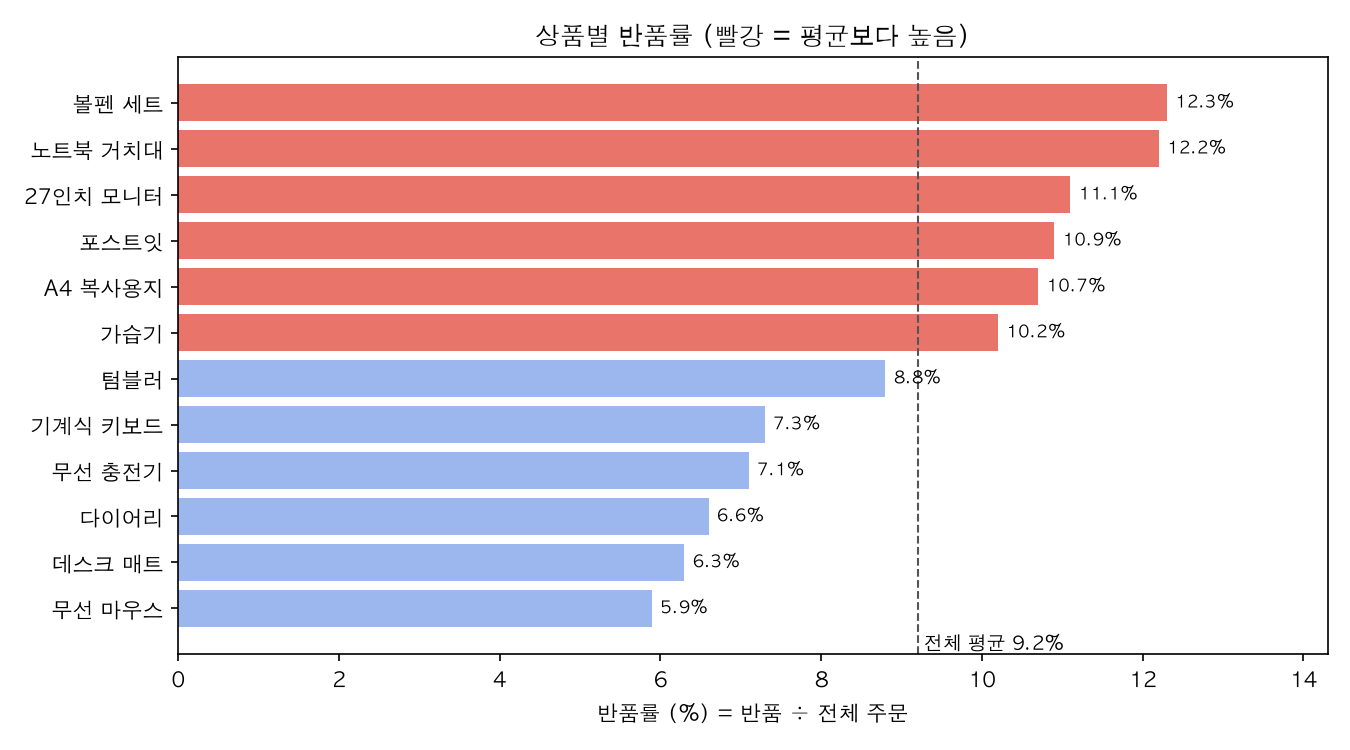 상품별 반품률 (빨강 = 평균보다 높음)
볼펜 세트 12.3%
노트북 거치대 12.2%
27인치 모니터 11.1%
포스트잇 10.9%
A4 복사용지 10.7%
가습기 10.2%
텀블러 8.8%
기계식 키보드 7.3%
무선 충전기 7.1%
다이어리 6.6%
데스크 매트 6.3%
무선 마우스 5.9%
전체 평균 9.2%
0 2 4 6 8 10 12 14
반품률 (%) = 반품 ÷ 전체 주문